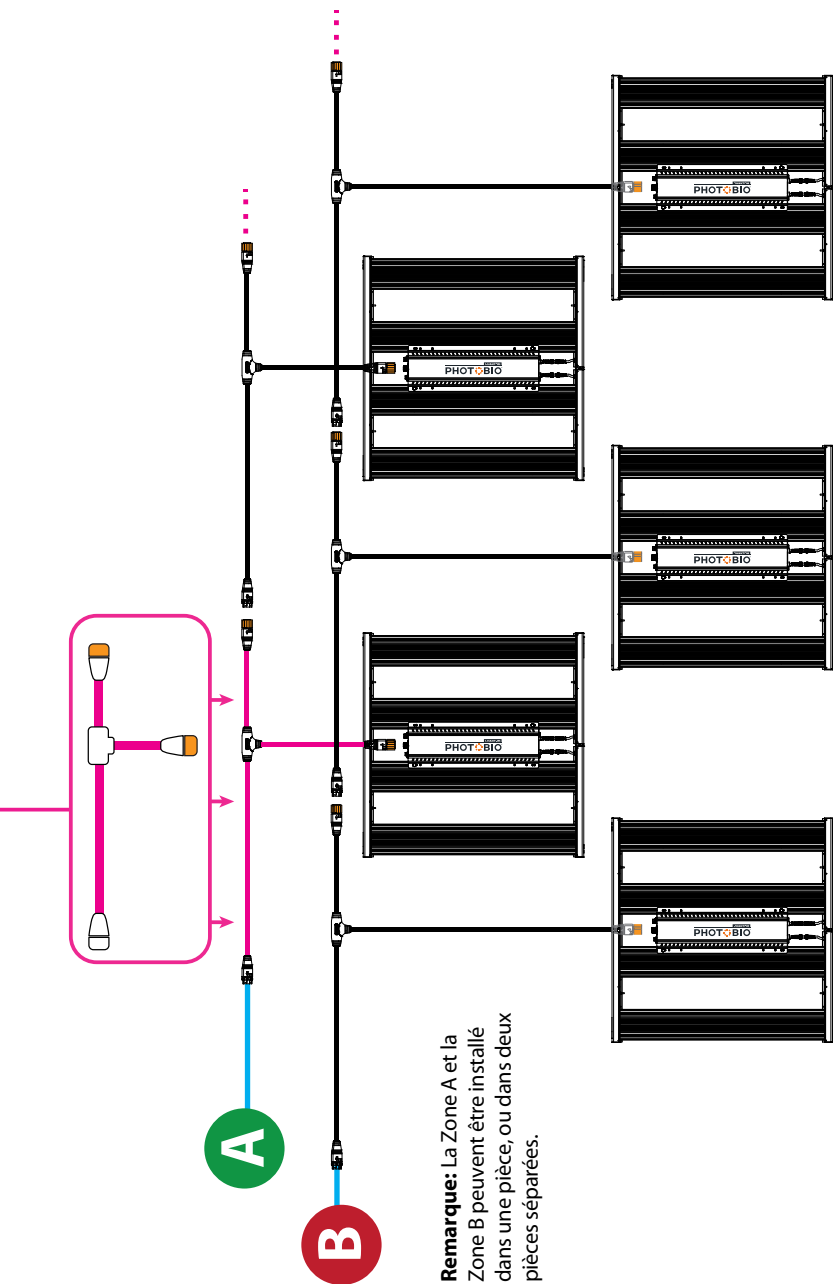 A
B
Remarque: La Zone A et la
Zone B peuvent être installé
dans une pièce, ou dans deux
pièces séparées.
PHOTOBIO
PHOTOBIO
PHOTOBIO
PHOTOBIO
PHOTOBIO